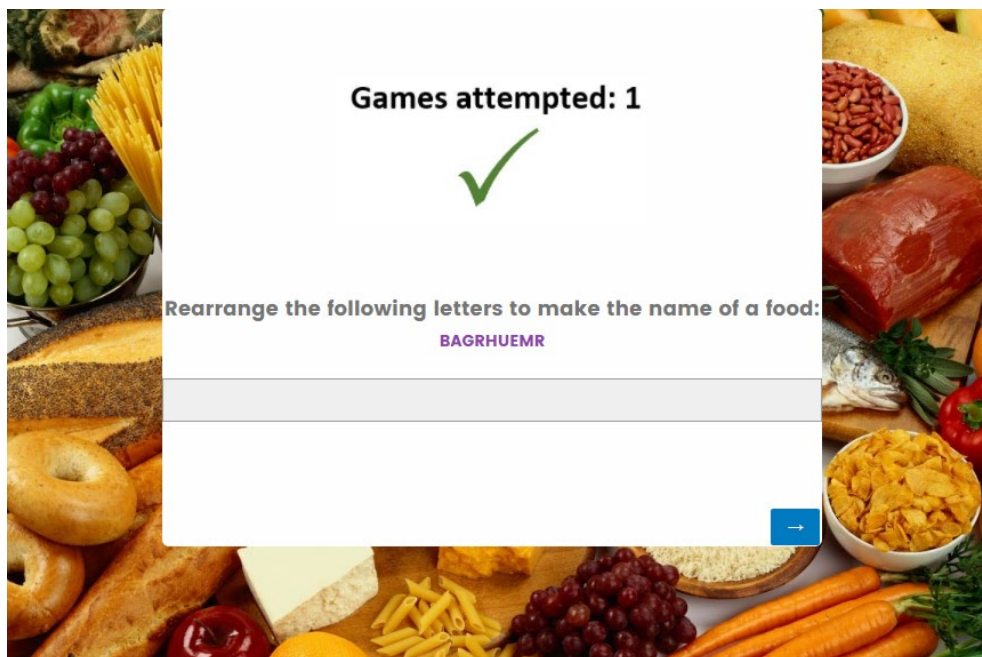 Games attempted: 1
Rearrange the following letters to make the name of a food:
BAGRHUEMR
→